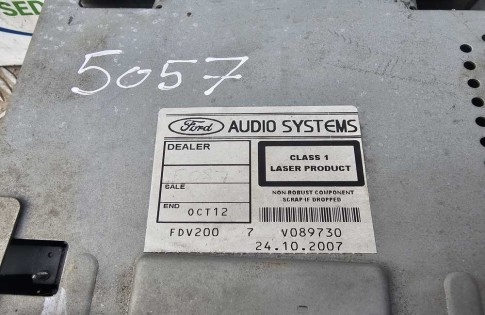 5057
Ford AUDIO SYSTEMS
DEALER
CLASS 1
LASER PRODUCT
SALE
NON ROBUST COMPONENT
SCRAP IF DROPPED
END OCT12
FDV200 7 V089730
24.10.2007